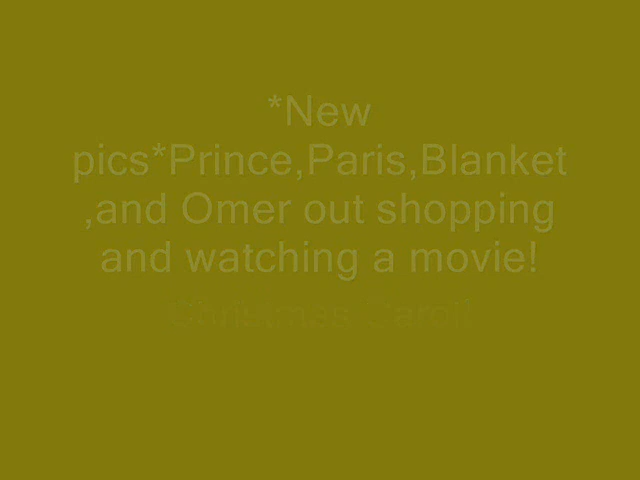 *New
pics*Prince,Paris,Blanket
,and Omer out shopping
and watching a movie!
Christmas Carol!